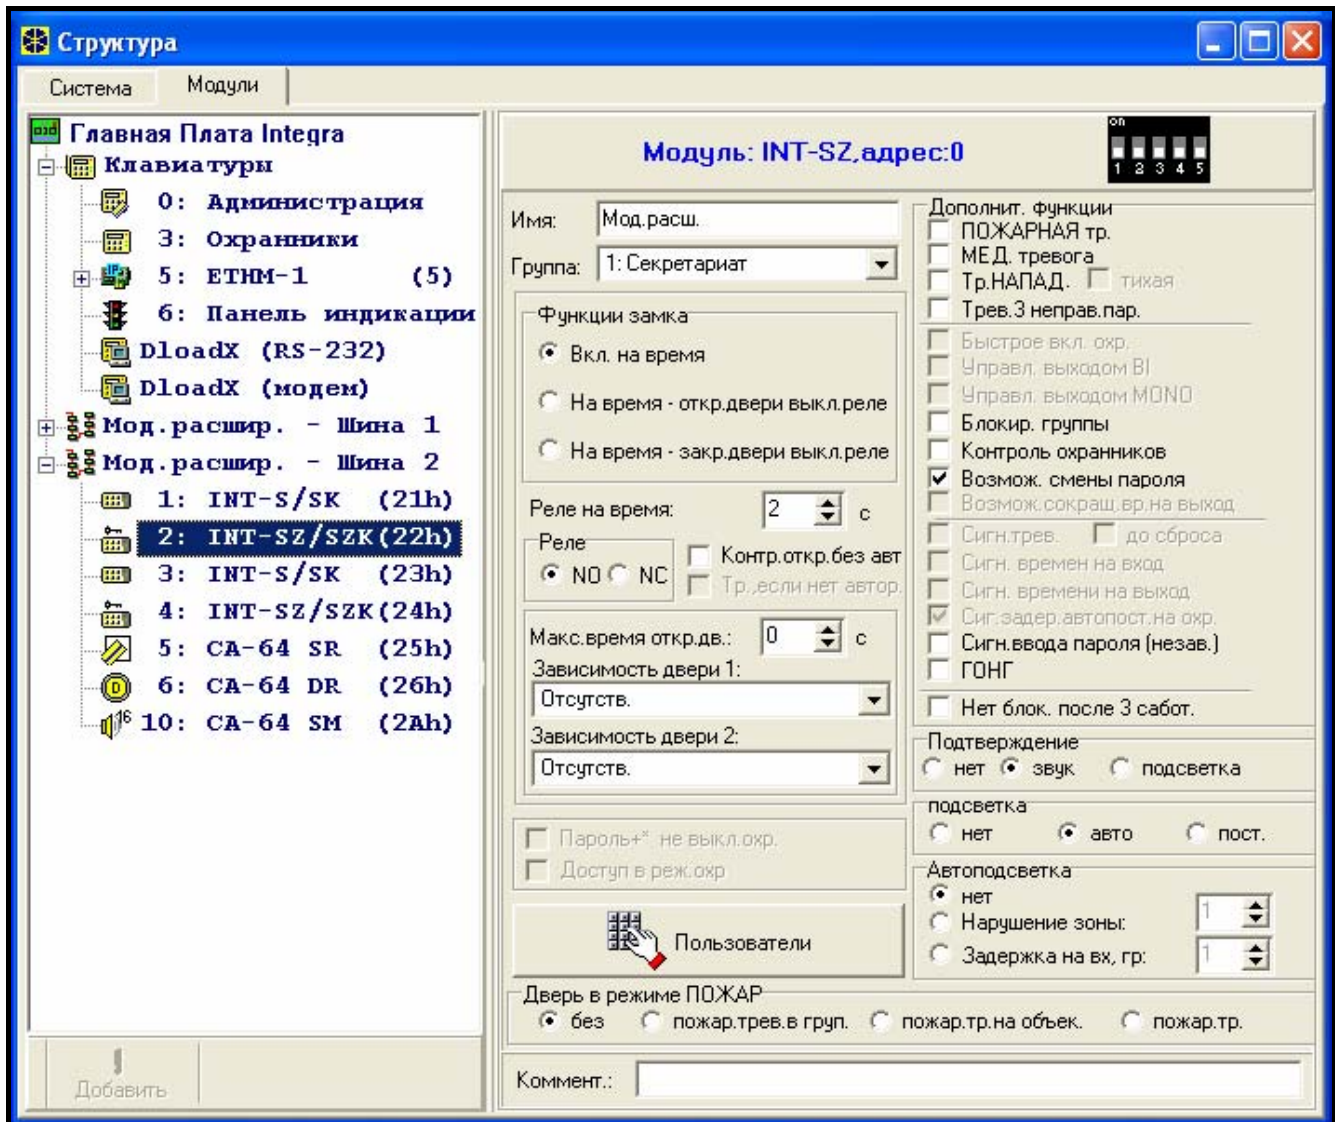 Структура
Система
Модули
Главная Плата Integra
Клавиатуры
0: Администрация
3: Охранники
5: ETHM-1 (5)
6: Панель индикации
DloadX (RS-232)
DloadX (модем)
Мод.расшир. - Шина 1
Мод.расшир. - Шина 2
1: INT-S/SK (21h)
2: INT-SZ/SZK(22h)
3: INT-S/SK (23h)
4: INT-SZ/SZK(24h)
5: CA-64 SR (25h)
6: CA-64 DR (26h)
10: CA-64 SM (2Ah)
Добавить
Модуль: INT-SZ,адрес:0
on
1 2 3 4 5
Имя: Мод.расш.
Группа: 1: Секретариат
Функции замка
Вкл. на время
На время - откр.двери выкл.реле
На время - закр.двери выкл.реле
Реле на время: 2 с
Реле
NO NC
Контр.откр.без авт
Тр.,если нет автор.
Макс.время откр.дв.: 0 с
Зависимость двери 1:
Отсутств.
Зависимость двери 2:
Отсутств.
Пароль+* не выкл.охр.
Доступ в реж.охр
Пользователи
Дополнит. функции
ПОЖАРНАЯ тр.
МЕД. тревога
Тр.НАПАД. тихая
Трев.3 неправ.пар.
Быстрое вкл. охр.
Управл. выходом BI
Управл. выходом MONO
Блокир. группы
Контроль охранников
Возмож. смены пароля
Возмож.сокращ.вр.на выход
Сигн.трев. до сброса
Сигн. времен на вход
Сигн. времени на выход
Сиг.задер.автопост.на охр.
Сигн.ввода пароля (незав.)
ГОНГ
Нет блок. после 3 сабот.
Подтверждение
нет звук подсветка
подсветка
нет авто пост.
Автоподсветка
нет
Нарушение зоны: 1
Задержка на вх, гр: 1
Дверь в режиме ПОЖАР
без пожар.трев.в груп. пожар.тр.на объек. пожар.тр.
Коммент.: